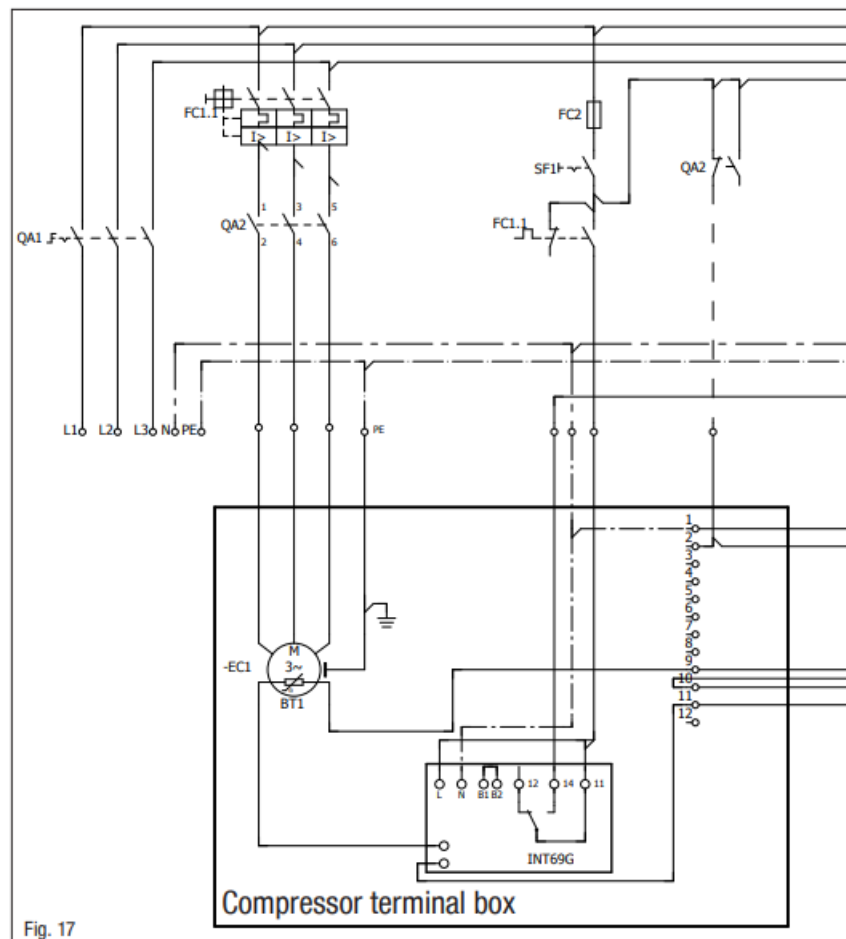 FC1.1
I> I> I>
FC2
SF1
QA2
1 3 5
QA2
2 4 6
QA1
FC1.1
L1 L2 L3 N PE
PE
1
2
3
4
5
6
7
8
9
10
11
12
-EC1
M
3~
BT1
L N B1 B2 12 14 11
INT69G
Compressor terminal box
Fig. 17